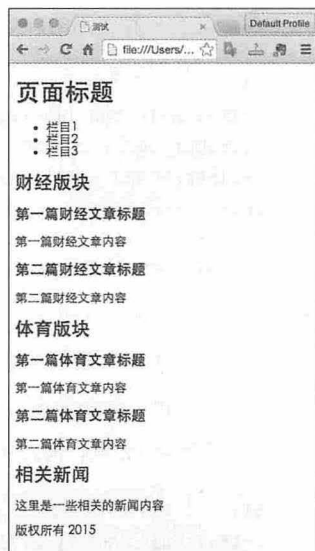 测试
Default Profile
file:///Users/...
页面标题
栏目1
栏目2
栏目3
财经版块
第一篇财经文章标题
第一篇财经文章内容
第二篇财经文章标题
第二篇财经文章内容
体育版块
第一篇体育文章标题
第一篇体育文章内容
第二篇体育文章标题
第二篇体育文章内容
相关新闻
这里是一些相关的新闻内容
版权所有 2015